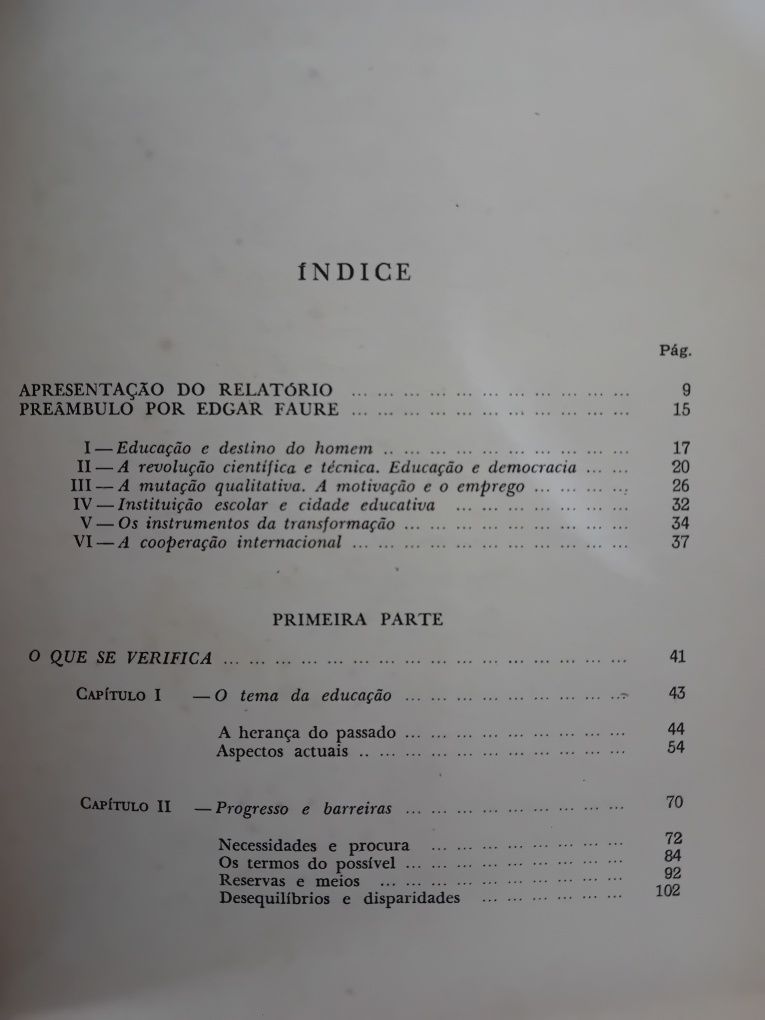 ÍNDICE
Pág.
APRESENTAÇÃO DO RELATÓRIO ... ... ... ... ... ... ... ... ... ... ... 9
PREÂMBULO POR EDGAR FAURE ... ... ... ... ... ... ... ... ... ... ... 15
I — Educação e destino do homem .. ... ... ... ... ... ... ... ... ... 17
II — A revolução científica e técnica. Educação e democracia ... ... 20
III — A mutação qualitativa. A motivação e o emprego ... ... ... ... 26
IV — Instituição escolar e cidade educativa ... ... ... ... ... ... ... 32
V — Os instrumentos da transformação ... ... ... ... ... ... ... ... ... 34
VI — A cooperação internacional ... ... ... ... ... ... ... ... ... ... ... 37
PRIMEIRA PARTE
O QUE SE VERIFICA ... ... ... ... ... ... ... ... ... ... ... ... ... ... ... ... 41
CAPÍTULO I — O tema da educação ... ... ... ... ... ... ... ... ... 43
A herança do passado ... ... ... ... ... ... ... ... ... 44
Aspectos actuais .. ... ... ... ... ... ... ... ... ... ... 54
CAPÍTULO II — Progresso e barreiras ... ... ... ... ... ... ... ... ... 70
Necessidades e procura ... ... ... ... ... ... ... ... 72
Os termos do possível ... ... ... ... ... ... ... ... ... 84
Reservas e meios ... ... ... ... ... ... ... ... ... ... 92
Desequilíbrios e disparidades ... ... ... ... ... ... 102